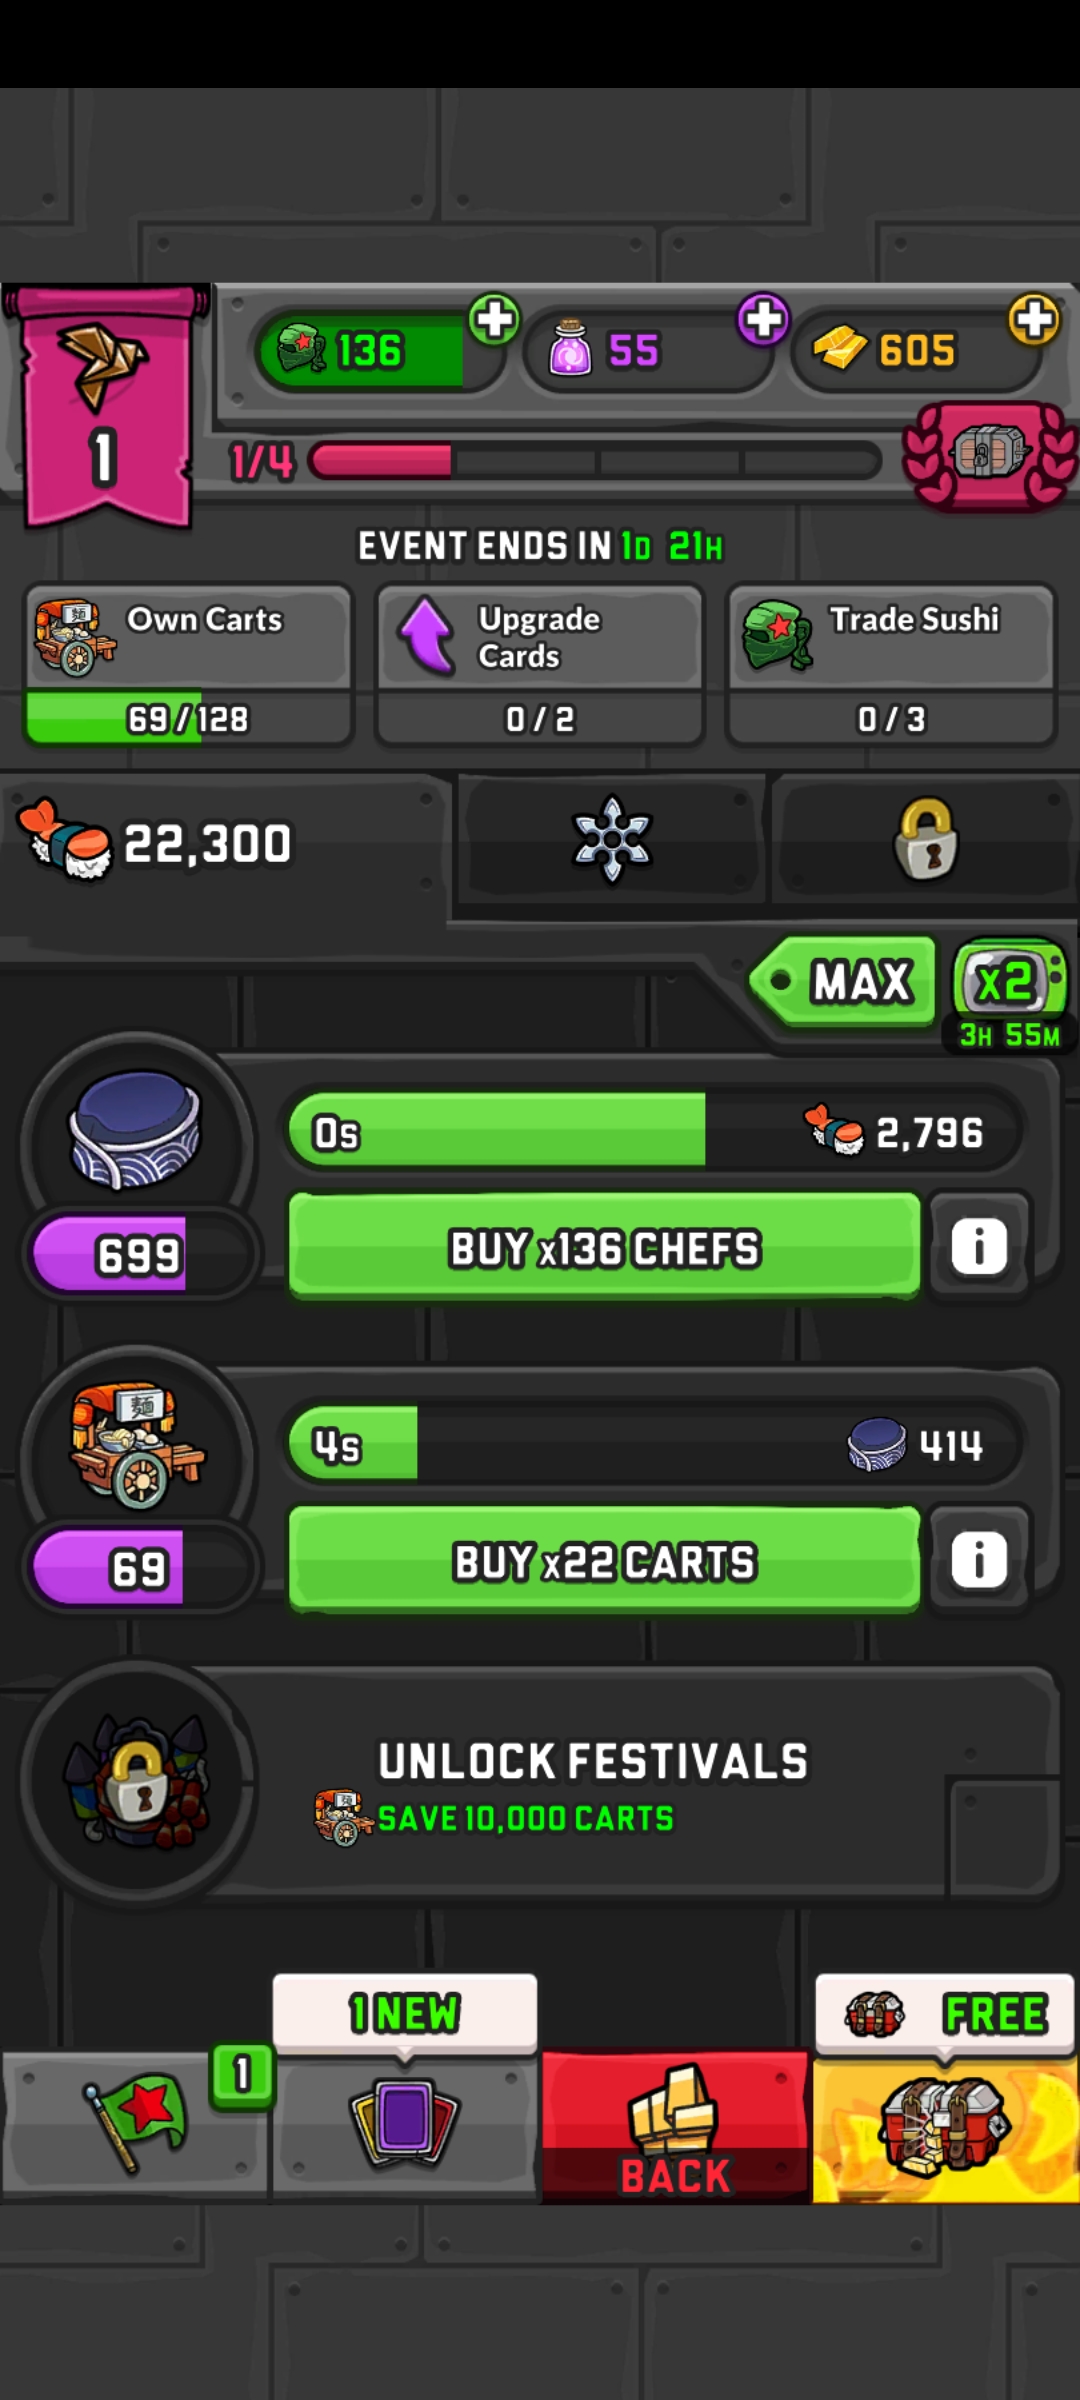 136
55
605
1
1/4
EVENT ENDS IN 1D 21H
Own Carts
Upgrade
Cards
Trade Sushi
69/128
0/2
0/3
22,300
MAX
x2
3H 55M
0s
2,796
699
BUY x136 CHEFS
i
麺
4s
414
69
BUY x22 CARTS
i
UNLOCK FESTIVALS
SAVE 10,000 CARTS
1 NEW
FREE
1
BACK